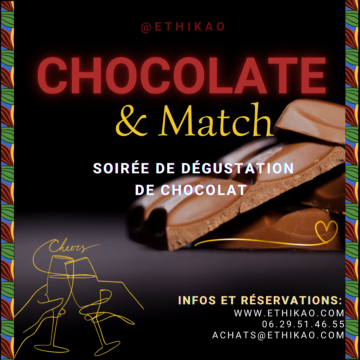 @ETHIKAO
CHOCOLATE
& Match
SOIRÉE DE DÉGUSTATION
DE CHOCOLAT
Cheers
INFOS ET RÉSERVATIONS:
WWW.ETHIKAO.COM
06.29.51.46.55
ACHATS@ETHIKAO.COM